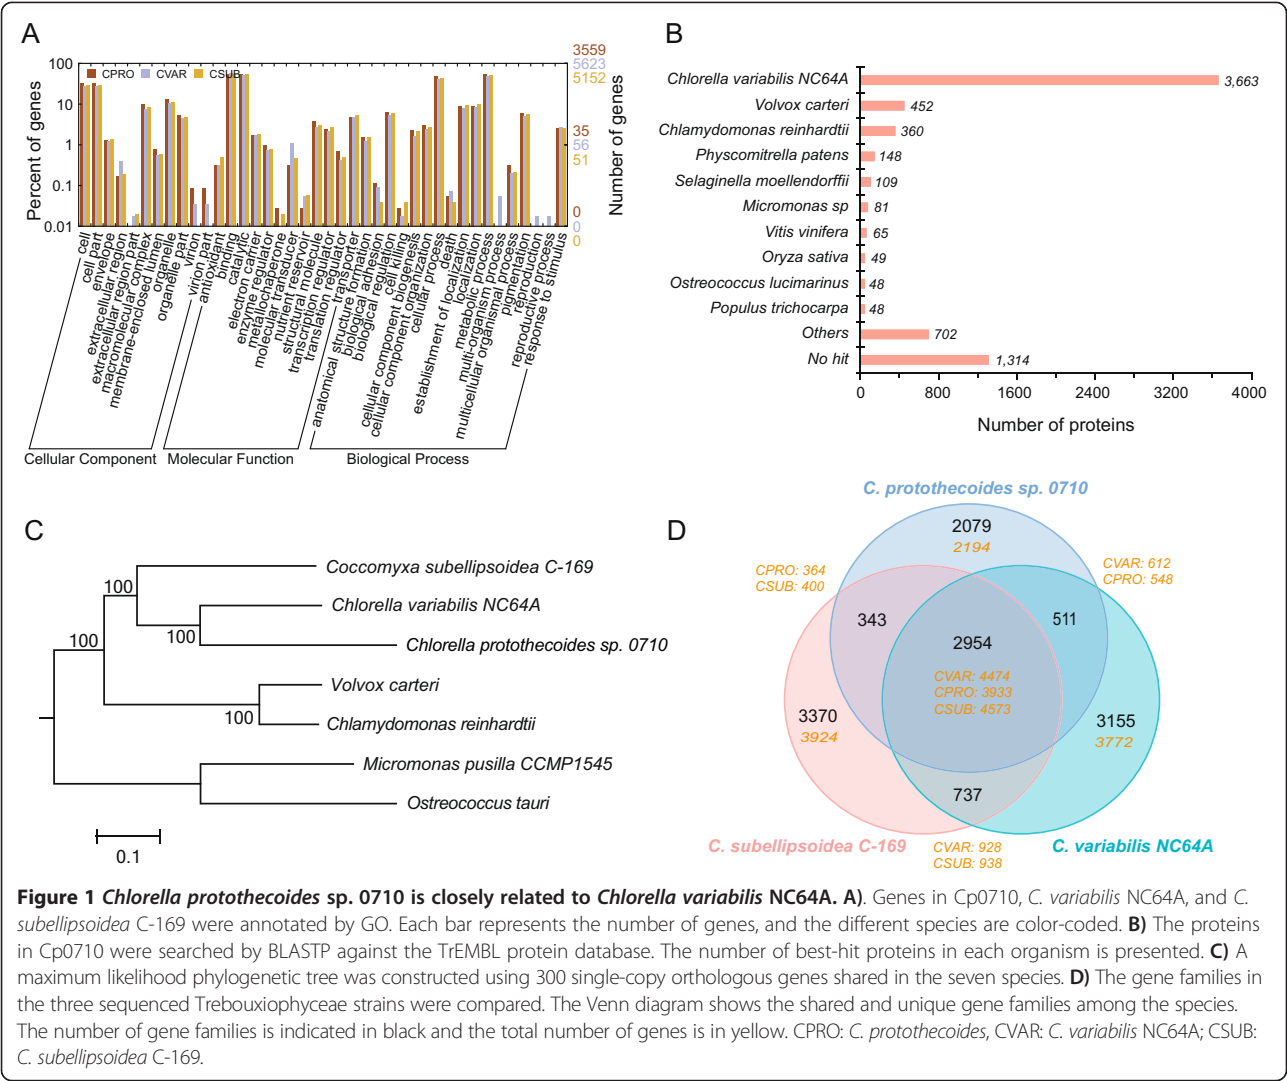 A
3559
5623
5152
CPRO CVAR CSUB
100
10
1
0.1
0.01
Percent of genes
35
56
51
0
0
0
Number of genes
cell
cell part
envelope
extracellular region
extracellular region part
macromolecular complex
membrane-enclosed lumen
organelle
organelle part
virion
virion part
antioxidant
binding
catalytic
electron carrier
enzyme regulator
metallochaperone
molecular transducer
nutrient reservoir
structural molecule
transcription regulator
translation regulator
transporter
anatomical structure formation
biological adhesion
biological regulation
cell killing
cellular component biogenesis
cellular component organization
cellular process
death
establishment of localization
localization
metabolic process
multi-organism process
multicellular organismal process
pigmentation
reproduction
reproductive process
response to stimulus
Cellular Component Molecular Function Biological Process
B
Chlorella variabilis NC64A 3,663
Volvox carteri 452
Chlamydomonas reinhardtii 360
Physcomitrella patens 148
Selaginella moellendorffii 109
Micromonas sp 81
Vitis vinifera 65
Oryza sativa 49
Ostreococcus lucimarinus 48
Populus trichocarpa 48
Others 702
No hit 1,314
0 800 1600 2400 3200 4000
Number of proteins
C
Coccomyxa subellipsoidea C-169
100
Chlorella variabilis NC64A
100
100
Chlorella protothecoides sp. 0710
Volvox carteri
100
Chlamydomonas reinhardtii
Micromonas pusilla CCMP1545
Ostreococcus tauri
0.1
D
C. protothecoides sp. 0710
2079
2194
CPRO: 364
CSUB: 400
CVAR: 612
CPRO: 548
343
511
2954
CVAR: 4474
CPRO: 3933
CSUB: 4573
3370
3924
3155
3772
737
C. subellipsoidea C-169
CVAR: 928
CSUB: 938
C. variabilis NC64A
Figure 1 Chlorella protothecoides sp. 0710 is closely related to Chlorella variabilis NC64A. A). Genes in Cp0710, C. variabilis NC64A, and C.
subellipsoidea C-169 were annotated by GO. Each bar represents the number of genes, and the different species are color-coded. B) The proteins
in Cp0710 were searched by BLASTP against the TrEMBL protein database. The number of best-hit proteins in each organism is presented. C) A
maximum likelihood phylogenetic tree was constructed using 300 single-copy orthologous genes shared in the seven species. D) The gene families in
the three sequenced Trebouxiophyceae strains were compared. The Venn diagram shows the shared and unique gene families among the species.
The number of gene families is indicated in black and the total number of genes is in yellow. CPRO: C. protothecoides, CVAR: C. variabilis NC64A; CSUB:
C. subellipsoidea C-169.